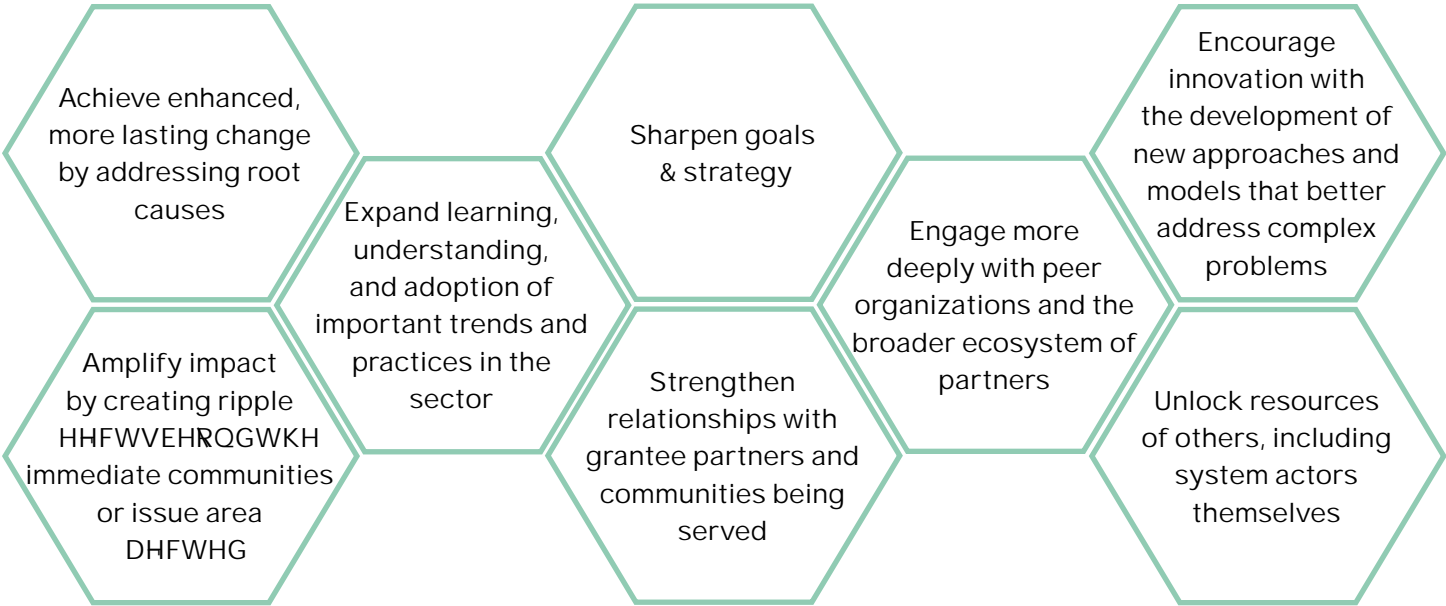 Achieve enhanced,
more lasting change
by addressing root
causes
Amplify impact
by creating ripple
HHFWVEHRQGWKH
immediate communities
or issue area
DHFWHG
Expand learning,
understanding,
and adoption of
important trends and
practices in the
sector
Sharpen goals
& strategy
Strengthen
relationships with
grantee partners and
communities being
served
Engage more
deeply with peer
organizations and the
broader ecosystem of
partners
Encourage
innovation with
the development of
new approaches and
models that better
address complex
problems
Unlock resources
of others, including
system actors
themselves